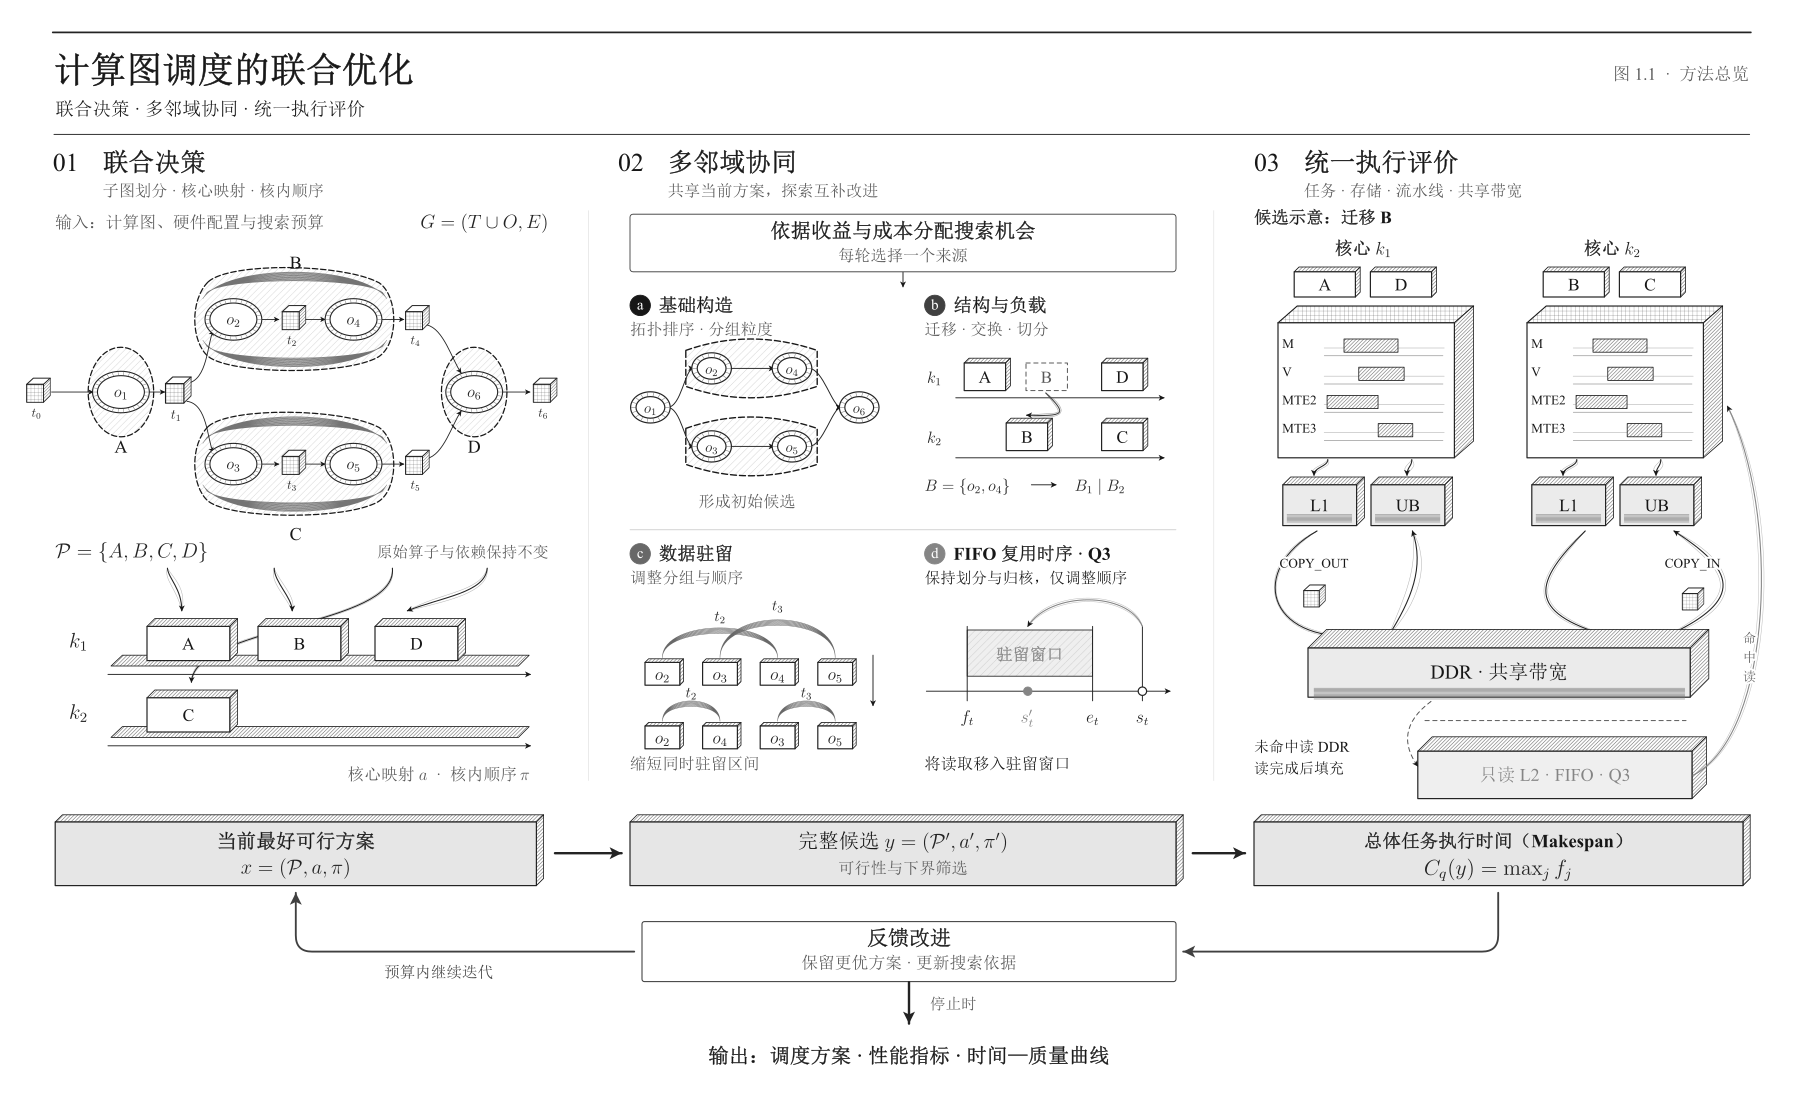 计算图调度的联合优化
图 1.1 · 方法总览
联合决策 · 多邻域协同 · 统一执行评价
01 联合决策
子图划分 · 核心映射 · 核内顺序
输入：计算图、硬件配置与搜索预算
G = (T ∪ O, E)
B
o₂
t₂
o₄
t₄
t₀
o₁
t₁
o₆
t₆
A
D
o₃
t₃
o₅
t₅
C
𝒫 = {A, B, C, D}
原始算子与依赖保持不变
k₁
A
B
D
k₂
C
核心映射 a · 核内顺序 π
02 多邻域协同
共享当前方案，探索互补改进
依据收益与成本分配搜索机会
每轮选择一个来源
a 基础构造
拓扑排序 · 分组粒度
o₂
o₄
o₁
o₆
o₃
o₅
形成初始候选
b 结构与负载
迁移 · 交换 · 切分
k₁
A
B
D
k₂
B
C
B = {o₂, o₄} → B₁ | B₂
c 数据驻留
调整分组与顺序
t₂
t₃
o₂
o₃
o₄
o₅
t₂
t₃
o₂
o₄
o₃
o₅
缩短同时驻留区间
d FIFO 复用时序 · Q3
保持划分与归核，仅调整顺序
驻留窗口
fₜ
s′ₜ
eₜ
sₜ
将读取移入驻留窗口
03 统一执行评价
任务 · 存储 · 流水线 · 共享带宽
候选示意：迁移 B
核心 k₁
核心 k₂
A
D
B
C
M
V
MTE2
MTE3
M
V
MTE2
MTE3
L1
UB
L1
UB
COPY_OUT
COPY_IN
命中读
DDR · 共享带宽
未命中读 DDR
读完成后填充
只读 L2 · FIFO · Q3
当前最好可行方案
x = (𝒫, a, π)
完整候选 y = (𝒫′, a′, π′)
可行性与下界筛选
总体任务执行时间（Makespan）
C_q(y) = max_j f_j
反馈改进
保留更优方案 · 更新搜索依据
预算内继续迭代
停止时
输出：调度方案 · 性能指标 · 时间—质量曲线